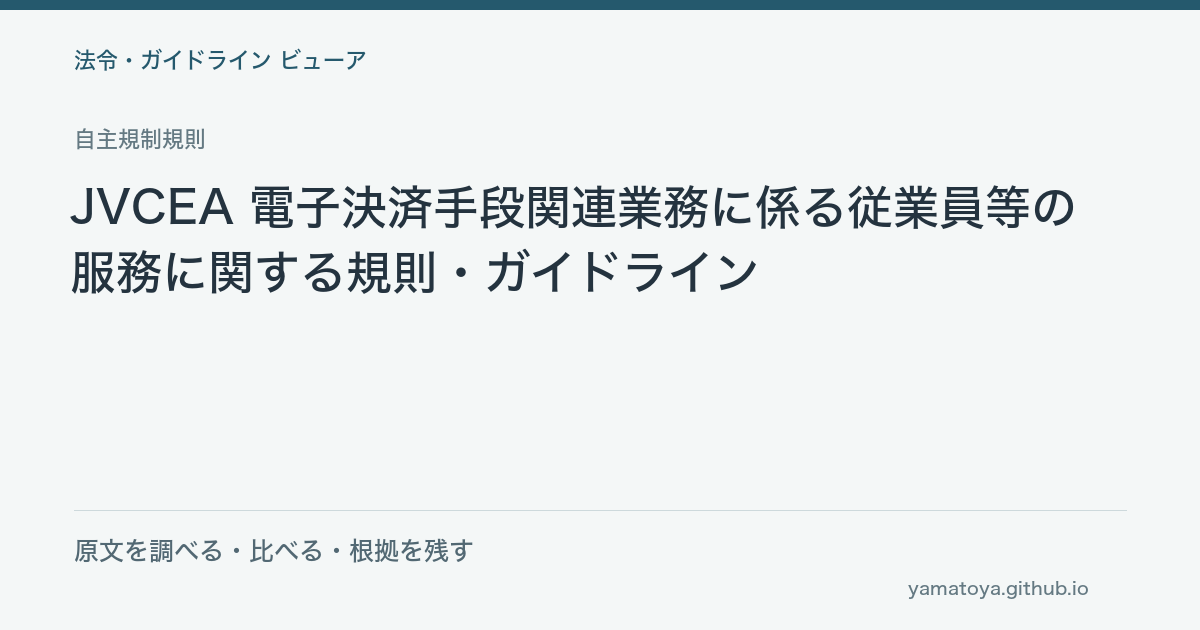 法令・ガイドライン ビューア
自主規制規則
JVCEA 電子決済手段関連業務に係る従業員等の
服務に関する規則・ガイドライン
原文を調べる・比べる・根拠を残す
yamatoya.github.io